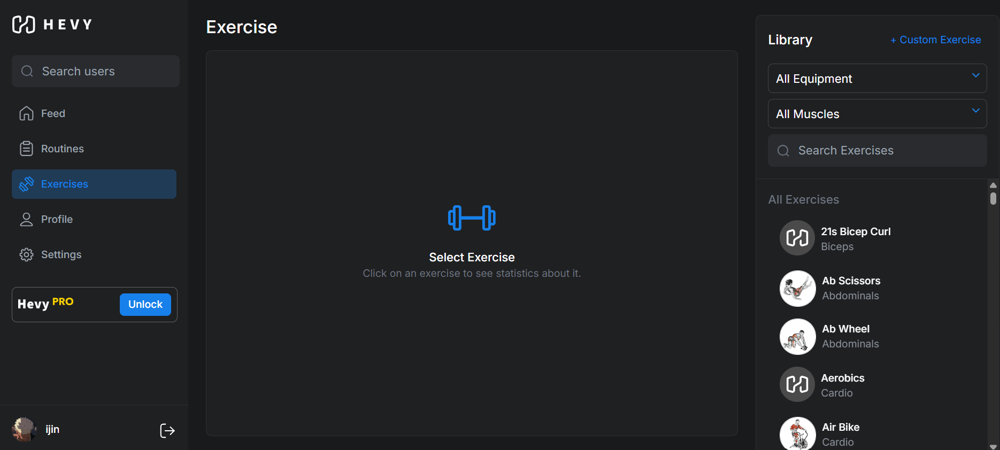 HEVY
Search users
Feed
Routines
Exercises
Profile
Settings
Hevy PRO
Unlock
ijin
Exercise
Select Exercise
Click on an exercise to see statistics about it.
Library
+ Custom Exercise
All Equipment
All Muscles
Search Exercises
All Exercises
21s Bicep Curl
Biceps
Ab Scissors
Abdominals
Ab Wheel
Abdominals
Aerobics
Cardio
Air Bike
Cardio